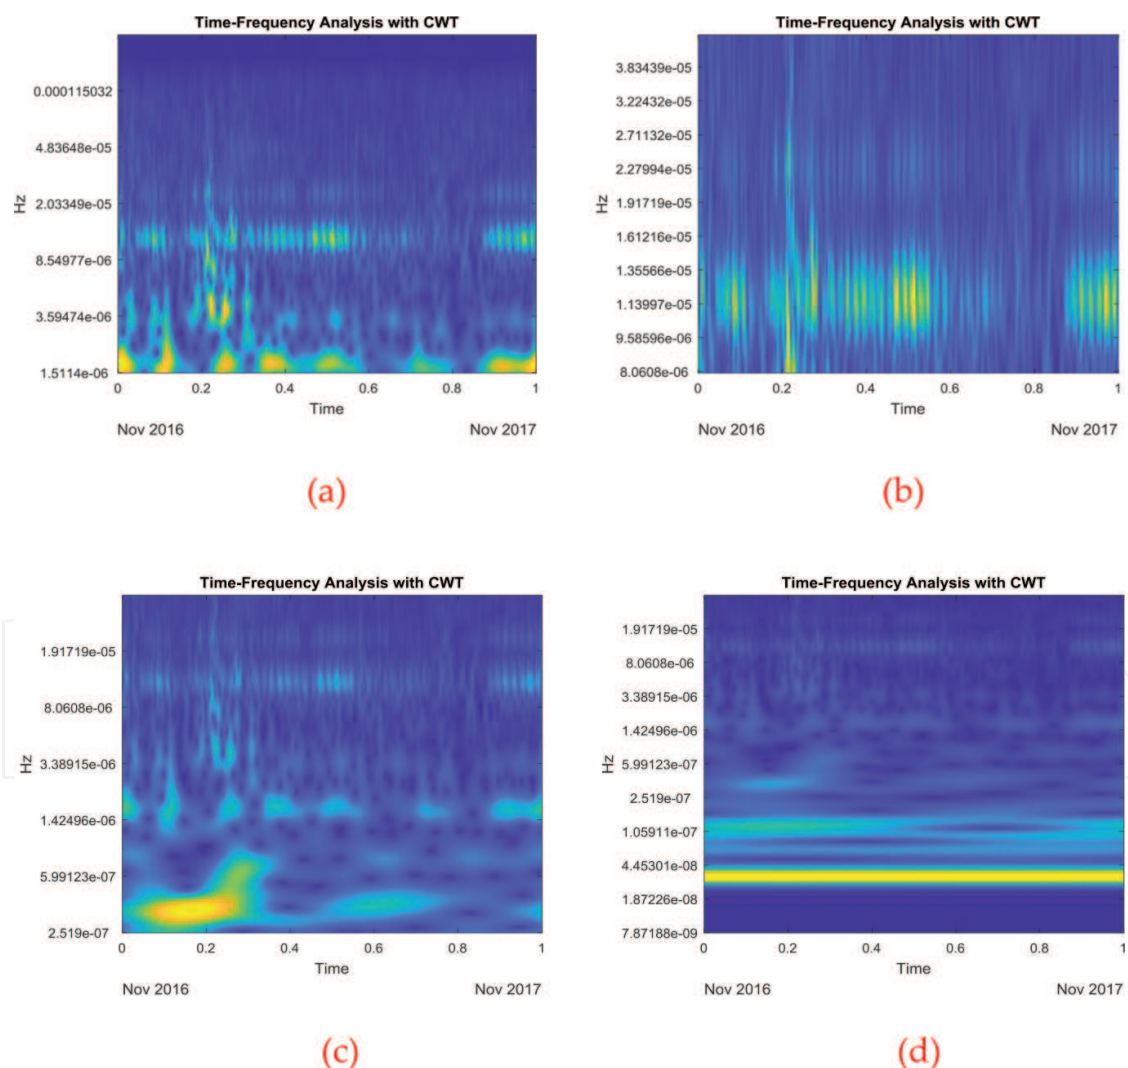 Time-Frequency Analysis with CWT
0.000115032
4.83648e-05
2.03349e-05
8.54977e-06
3.59474e-06
1.5114e-06
Hz
0 0.2 0.4 0.6 0.8 1
Time
Nov 2016 Nov 2017
(a)
Time-Frequency Analysis with CWT
3.83439e-05
3.22432e-05
2.71132e-05
2.27994e-05
1.91719e-05
1.61216e-05
1.35566e-05
1.13997e-05
9.58596e-06
8.0608e-06
Hz
0 0.2 0.4 0.6 0.8 1
Time
Nov 2016 Nov 2017
(b)
Time-Frequency Analysis with CWT
1.91719e-05
8.0608e-06
3.38915e-06
1.42496e-06
5.99123e-07
2.519e-07
Hz
0 0.2 0.4 0.6 0.8 1
Time
Nov 2016 Nov 2017
(c)
Time-Frequency Analysis with CWT
1.91719e-05
8.0608e-06
3.38915e-06
1.42496e-06
5.99123e-07
2.519e-07
1.05911e-07
4.45301e-08
1.87226e-08
7.87188e-09
Hz
0 0.2 0.4 0.6 0.8 1
Time
Nov 2016 Nov 2017
(d)